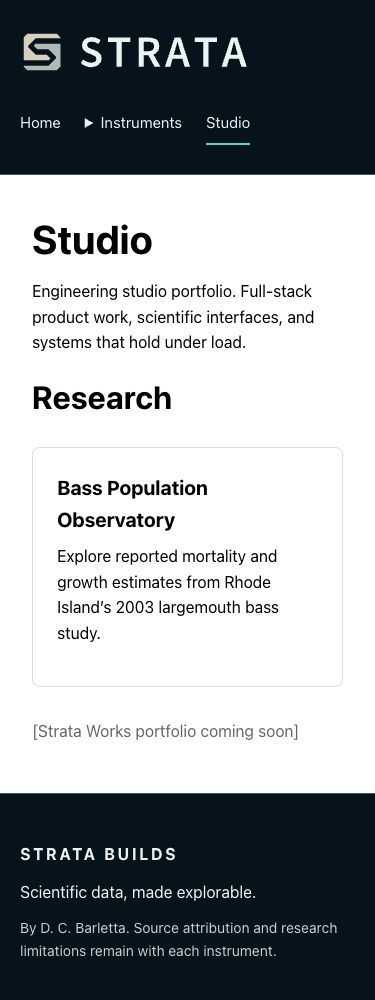 STRATA
Home ▶ Instruments Studio
Studio
Engineering studio portfolio. Full-stack
product work, scientific interfaces, and
systems that hold under load.
Research
Bass Population
Observatory
Explore reported mortality and
growth estimates from Rhode
Island's 2003 largemouth bass
study.
[Strata Works portfolio coming soon]
STRATA BUILDS
Scientific data, made explorable.
By D. C. Barletta. Source attribution and research
limitations remain with each instrument.